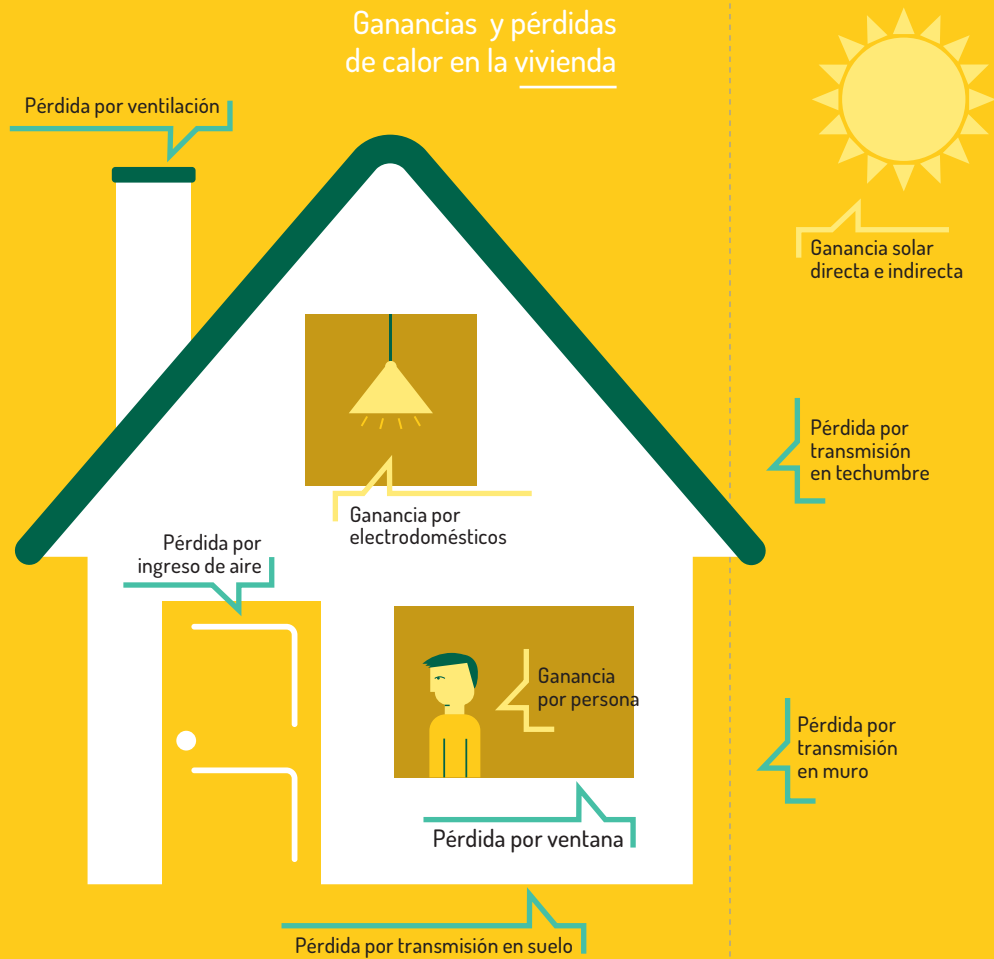 Ganancias y pérdidas
de calor en la vivienda
Pérdida por ventilación
Ganancia solar
directa e indirecta
Pérdida por
transmisión
en techumbre
Ganancia por
electrodomésticos
Pérdida por
ingreso de aire
Ganancia
por persona
Pérdida por
transmisión
en muro
Pérdida por ventana
Pérdida por transmisión en suelo